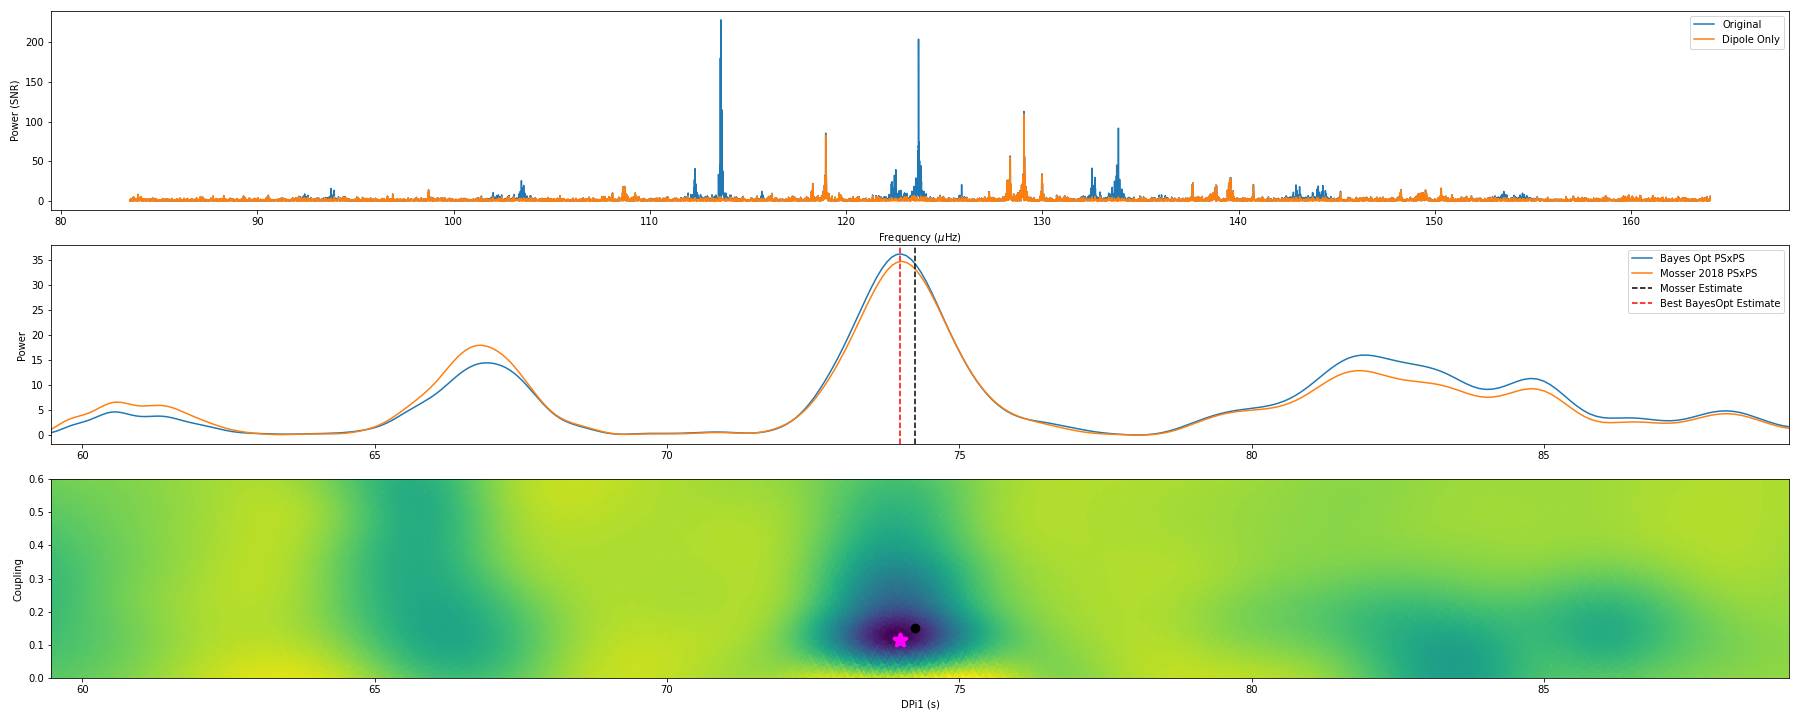 200
150
100
50
0
Power (SNR)
Original
Dipole Only
80 90 100 110 120 130 140 150 160
Frequency (μHz)
35
30
25
20
15
10
5
0
Power
Bayes Opt PSxPS
Mosser 2018 PSxPS
Mosser Estimate
Best BayesOpt Estimate
60 65 70 75 80 85
0.6
0.5
0.4
0.3
0.2
0.1
0.0
Coupling
60 65 70 75 80 85
DPi1 (s)